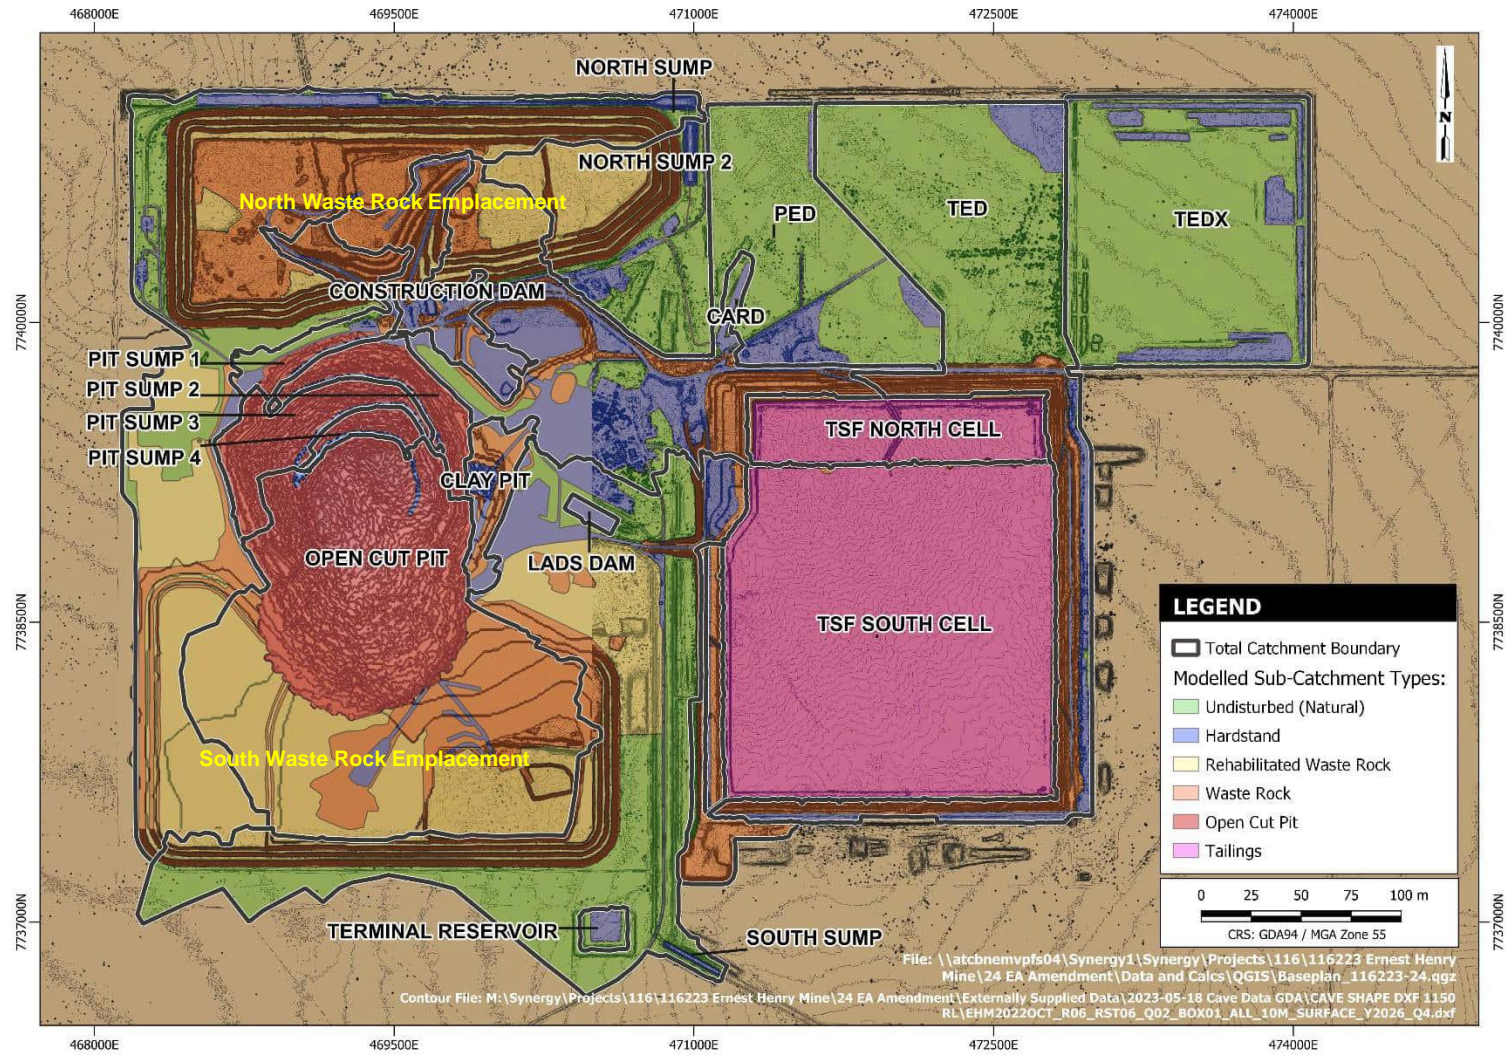 468000E
469500E
471000E
472500E
474000E
NORTH SUMP
N
NORTH SUMP 2
North Waste Rock Emplacement
PED
TED
TEDX
CONSTRUCTION DAM
CARD
7740000N
7740000N
PIT SUMP 1
PIT SUMP 2
PIT SUMP 3
PIT SUMP 4
TSF NORTH CELL
CLAY PIT
OPEN CUT PIT
LADS DAM
TSF SOUTH CELL
7738500N
7738500N
LEGEND
Total Catchment Boundary
Modelled Sub-Catchment Types:
Undisturbed (Natural)
Hardstand
Rehabilitated Waste Rock
Waste Rock
Open Cut Pit
Tailings
South Waste Rock Emplacement
0 25 50 75 100 m
CRS: GDA94 / MGA Zone 55
7737000N
7737000N
TERMINAL RESERVOIR
SOUTH SUMP
File: \\atcbnemvpfs04\Synergy1\Synergy\Projects\116\116223 Ernest Henry
Mine\24 EA Amendment\Data and Calcs\QGIS\Baseplan_116223-24.qgz
Contour File: M:\Synergy\Projects\116\116223 Ernest Henry Mine\24 EA Amendment\Externally Supplied Data\2023-05-18 Cave Data GDA\CAVE SHAPE DXF 1150
RL\EHM2022OCT_R06_RST06_Q02_BOX01_ALL_10M_SURFACE_Y2026_Q4.dxf
468000E
469500E
471000E
472500E
474000E